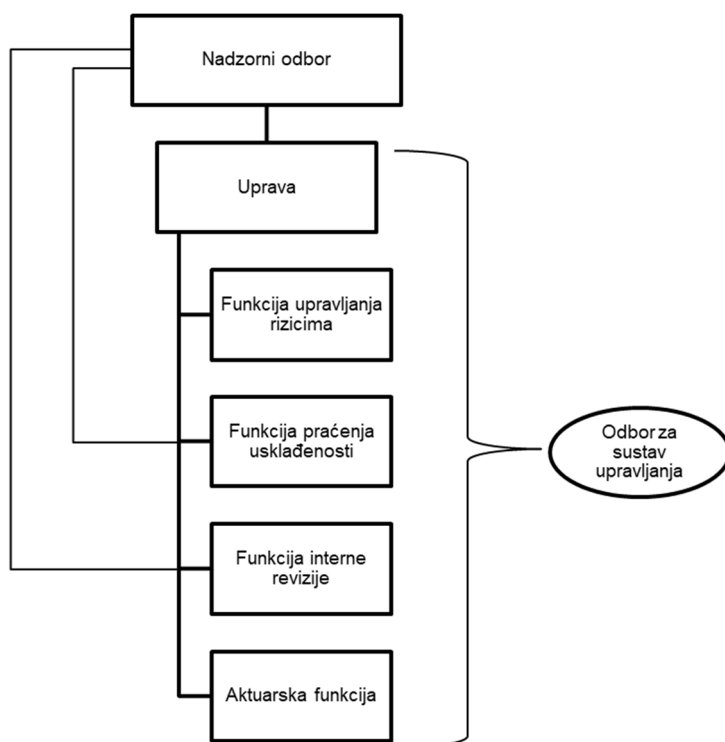 Nadzorni odbor
Uprava
Funkcija upravljanja
rizicima
Funkcija praćenja
usklađenosti
Odbor za
sustav
upravljanja
Funkcija interne
revizije
Aktuarska funkcija